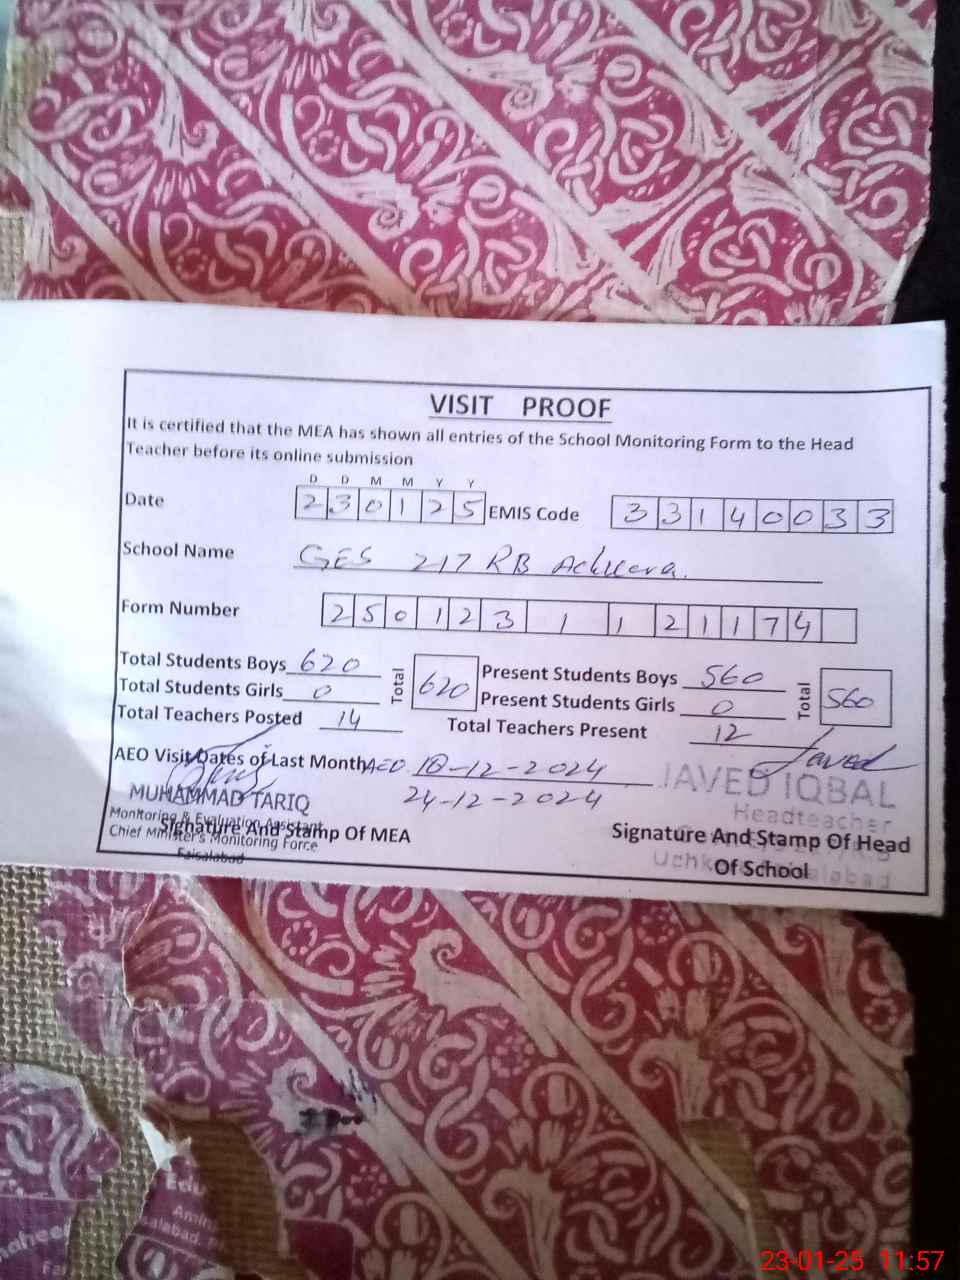 VISIT PROOF
It is certified that the MEA has shown all entries of the School Monitoring Form to the Head
Teacher before its online submission
D D M M Y Y
Date 2 3 0 1 2 5 EMIS Code 3 3 1 4 0 0 3 3
School Name GES 217 RB
Form Number 2 5 0 1 2 3 1 1 2 1 1 7 4
Total Students Boys 620 Total 620 Present Students Boys 560 Total 560
Total Students Girls 0 Present Students Girls 0
Total Teachers Posted 14 Total Teachers Present 12
AEO Visit Dates of Last Month AEO 18-12-2024
24-12-2024
Javed
MUHAMMAD TARIQ
Monitoring & Evaluation Assistant
Chief Minister's Monitoring Force
Faisalabad
Signature And Stamp Of MEA
JAVED IQBAL
Headteacher
Signature And Stamp Of Head
Of School
23-01-25 11:57